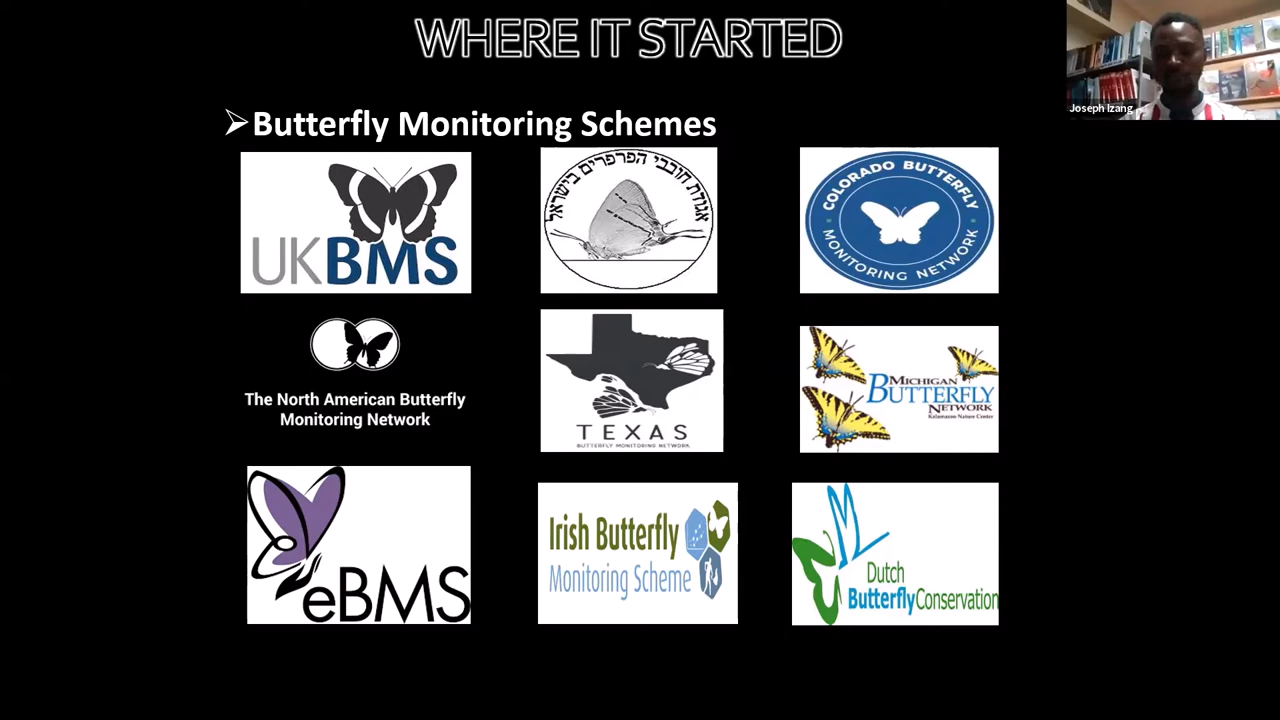 WHERE IT STARTED
Joseph Izang
Butterfly Monitoring Schemes
UKBMS
אגודת חובבי הפרפרים בישראל
COLORADO BUTTERFLY
MONITORING NETWORK
The North American Butterfly
Monitoring Network
TEXAS
BUTTERFLY MONITORING NETWORK
MICHIGAN
BUTTERFLY
NETWORK
Kalamazoo Nature Center
eBMS
Irish Butterfly
Monitoring Scheme
Dutch
ButterflyConservation